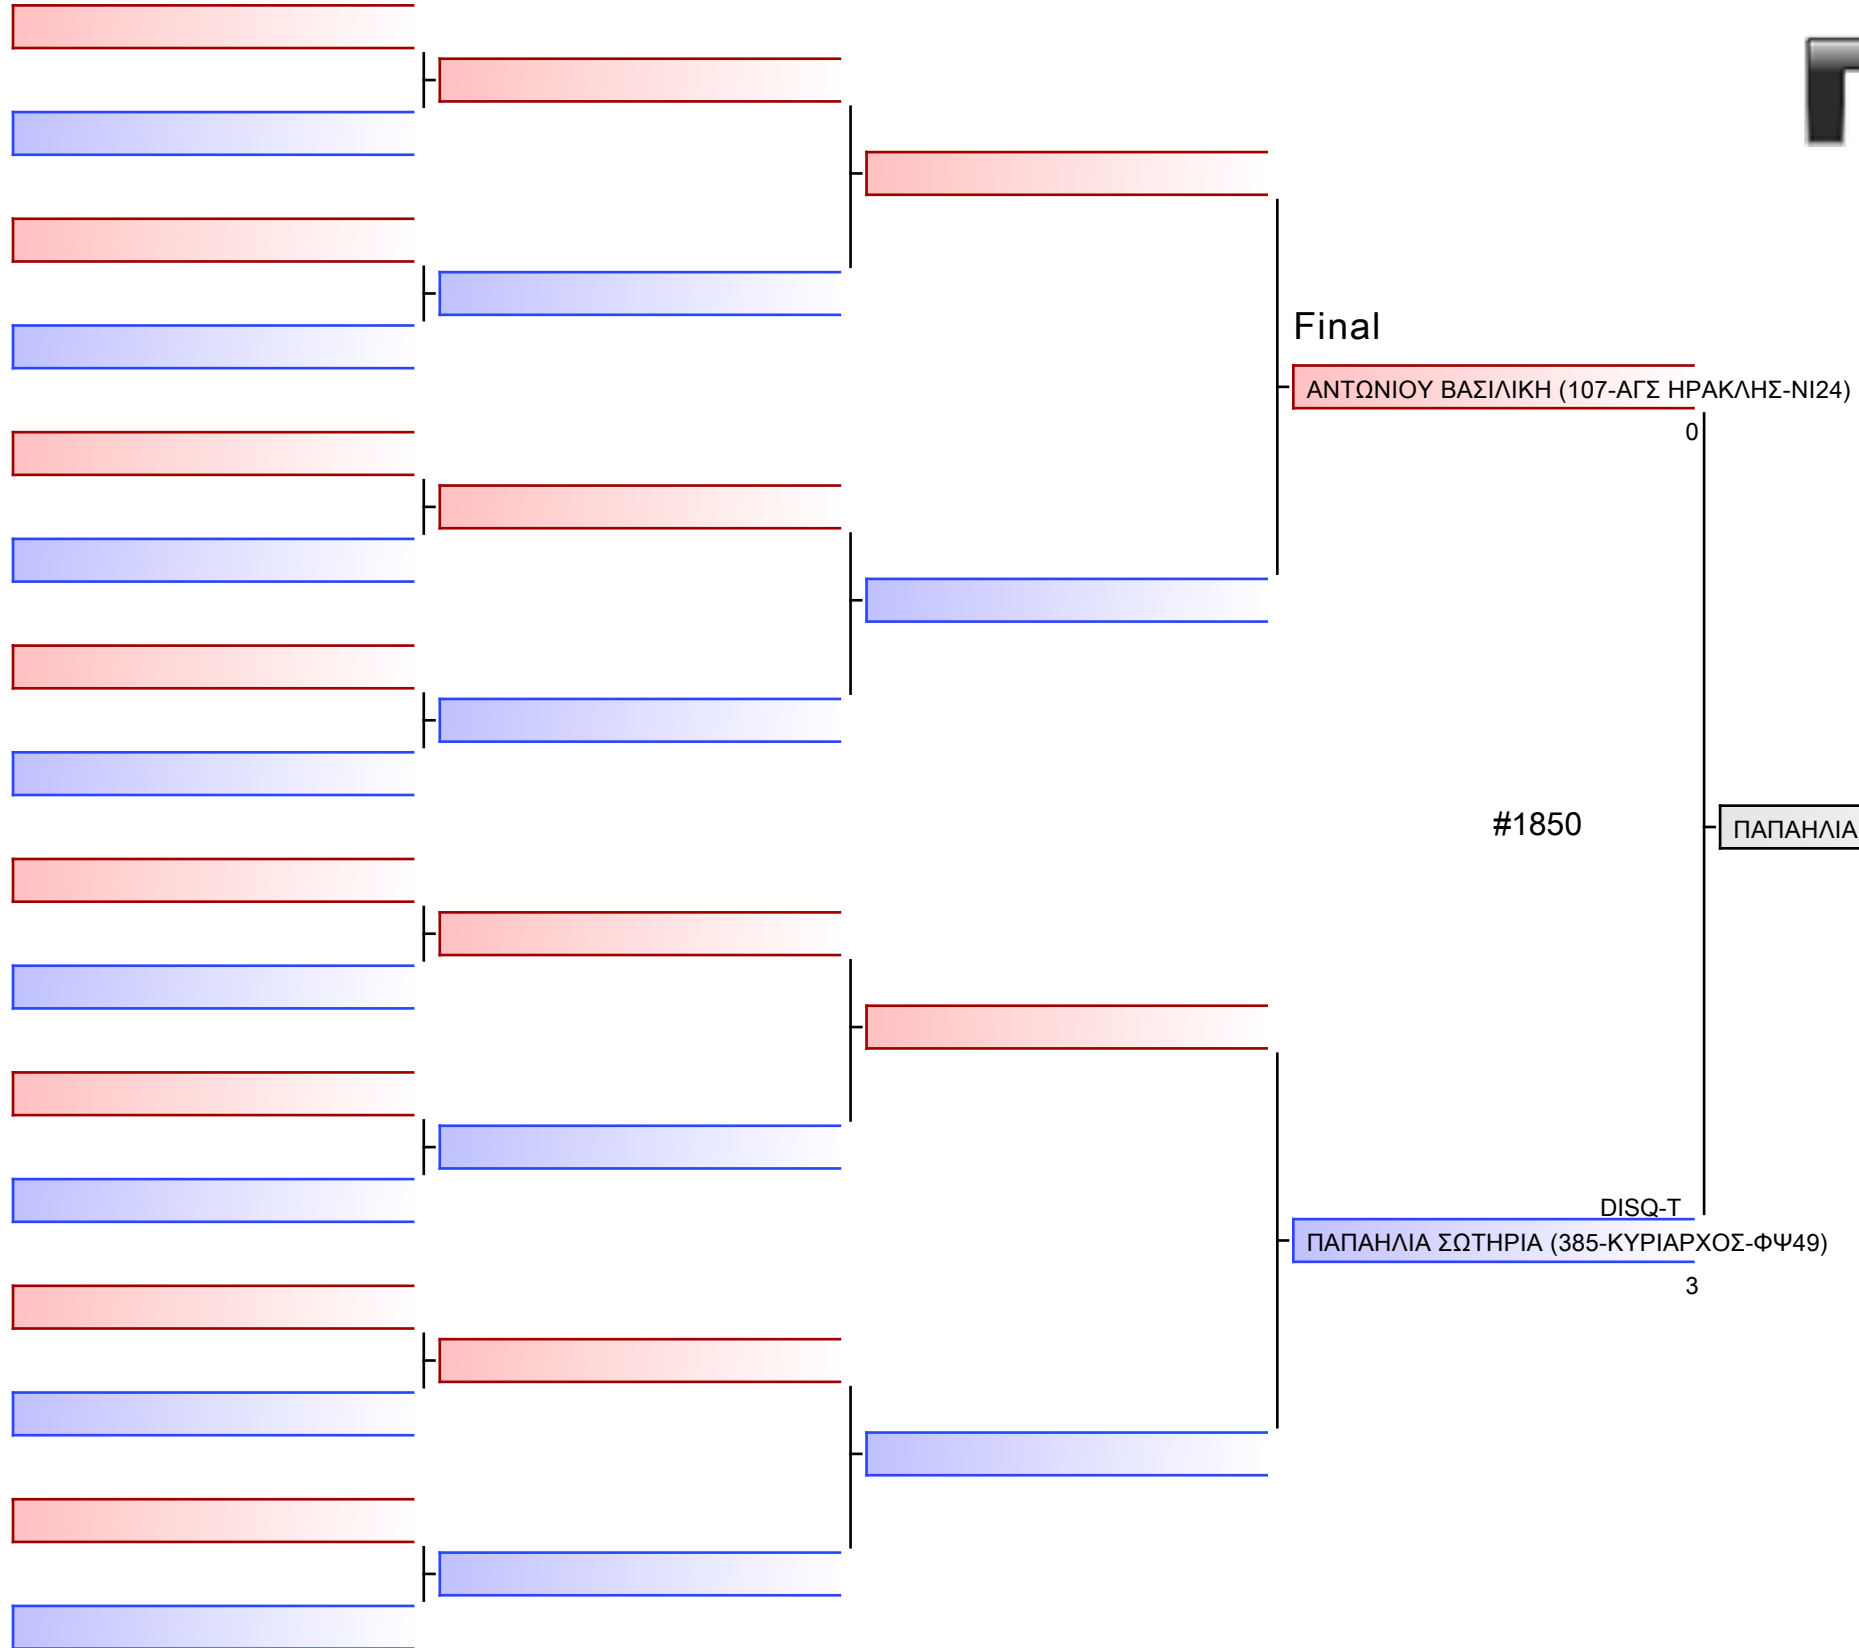 Final
ΑΝΤΩΝΙΟΥ ΒΑΣΙΛΙΚΗ (107-ΑΓΣ ΗΡΑΚΛΗΣ-ΝΙ24)
0
#1850
ΠΑΠΑΗΛΙΑ
DISQ-T
ΠΑΠΑΗΛΙΑ ΣΩΤΗΡΙΑ (385-ΚΥΡΙΑΡΧΟΣ-ΦΨ49)
3